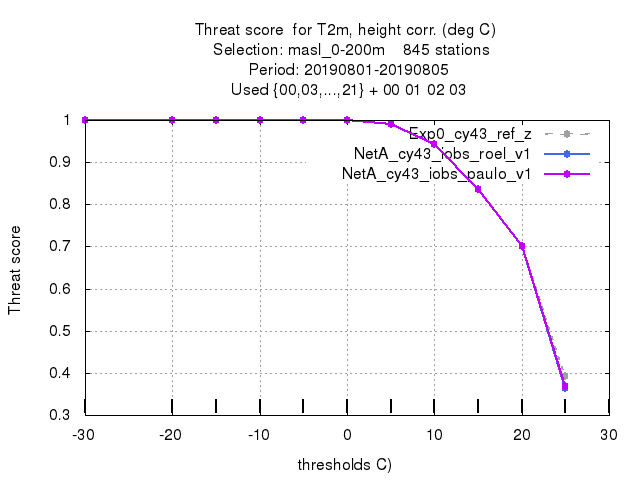 Threat score  for T2m, height corr. (deg C)
Selection: masl_0-200m    845 stations
Period: 20190801-20190805
Used {00,03,...,21} + 00 01 02 03
Exp0_cy43_ref_z
NetA_cy43_iobs_roel_v1
NetA_cy43_iobs_paulo_v1
1
0.9
0.8
0.7
0.6
0.5
0.4
0.3
Threat score
-30 -20 -10 0 10 20 30
thresholds C)